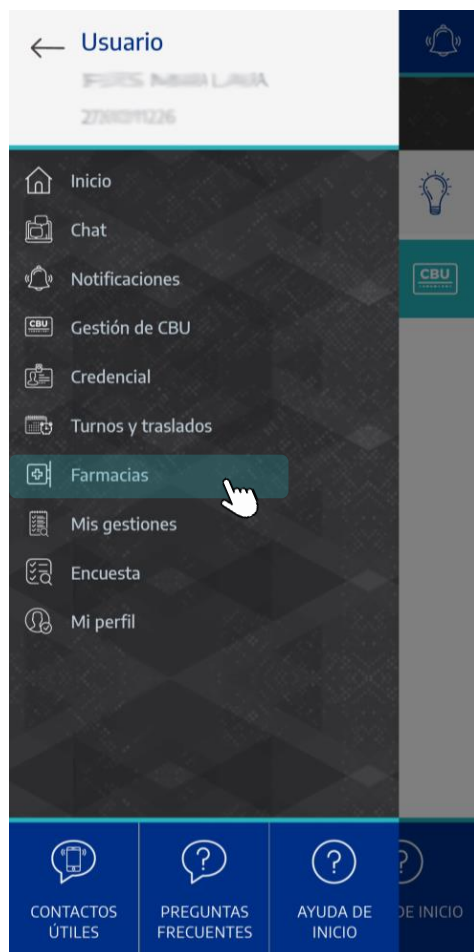 Usuario
Inicio
Chat
Notificaciones
CBU
Gestión de CBU
Credencial
Turnos y traslados
Farmacias
Mis gestiones
Encuesta
Mi perfil
CBU
CONTACTOS
ÚTILES
PREGUNTAS
FRECUENTES
AYUDA DE
INICIO
DE INICIO